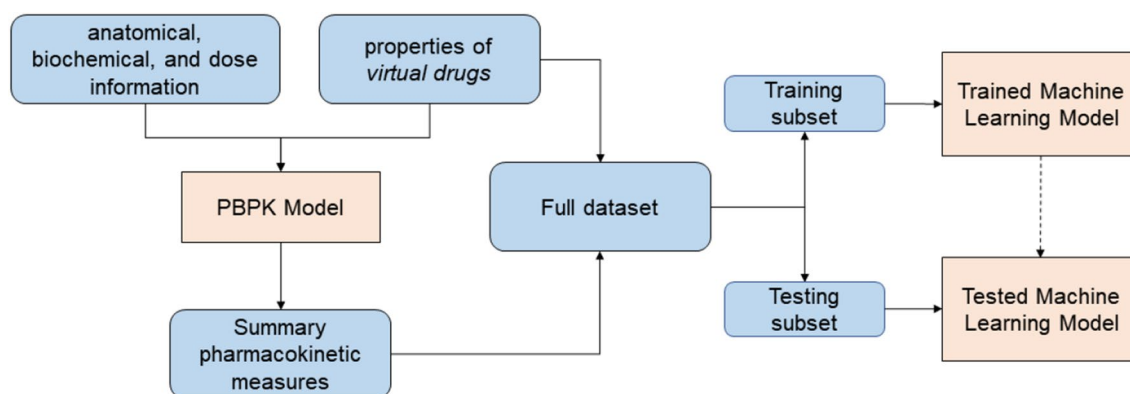 anatomical,
biochemical, and dose
information
properties of
virtual drugs
PBPK Model
Summary
pharmacokinetic
measures
Full dataset
Training
subset
Testing
subset
Trained Machine
Learning Model
Tested Machine
Learning Model